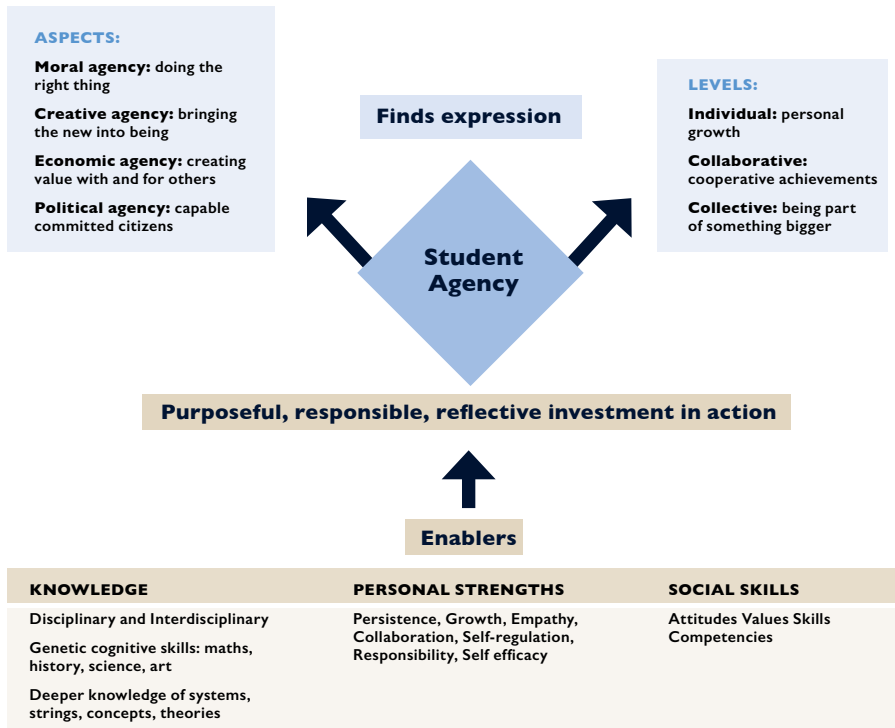 ASPECTS:
Moral agency: doing the
right thing
Creative agency: bringing
the new into being
Economic agency: creating
value with and for others
Political agency: capable
committed citizens
Finds expression
LEVELS:
Individual: personal
growth
Collaborative:
cooperative achievements
Collective: being part
of something bigger
Student
Agency
Purposeful, responsible, reflective investment in action
Enablers
KNOWLEDGE
Disciplinary and Interdisciplinary
Genetic cognitive skills: maths,
history, science, art
Deeper knowledge of systems,
strings, concepts, theories
PERSONAL STRENGTHS
Persistence, Growth, Empathy,
Collaboration, Self-regulation,
Responsibility, Self efficacy
SOCIAL SKILLS
Attitudes Values Skills
Competencies